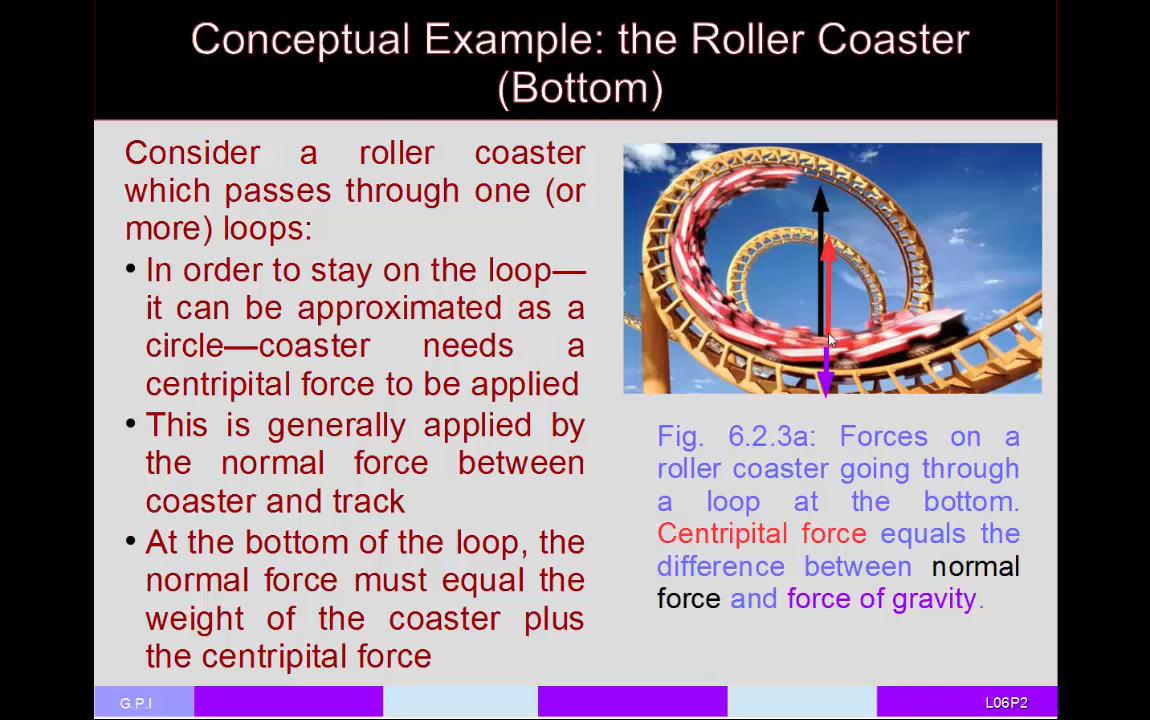 Conceptual Example: the Roller Coaster
(Bottom)
Consider a roller coaster
which passes through one (or
more) loops:
• In order to stay on the loop—
it can be approximated as a
circle—coaster needs a
centripital force to be applied
• This is generally applied by
the normal force between
coaster and track
• At the bottom of the loop, the
normal force must equal the
weight of the coaster plus
the centripital force
Fig. 6.2.3a: Forces on a
roller coaster going through
a loop at the bottom.
Centripital force equals the
difference between normal
force and force of gravity.
G.P.I
L06P2